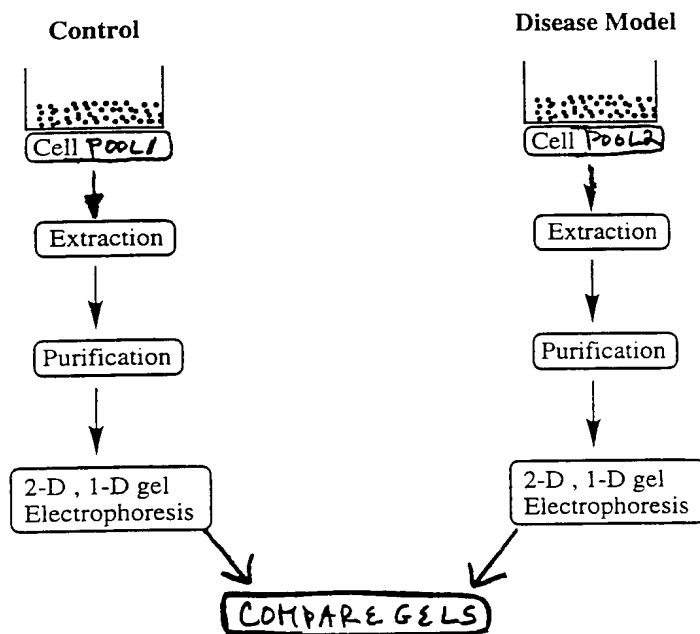 Control
Disease Model
Cell POOL1
Cell POOL2
Extraction
Extraction
Purification
Purification
2-D , 1-D gel
Electrophoresis
2-D , 1-D gel
Electrophoresis
COMPARE GELS